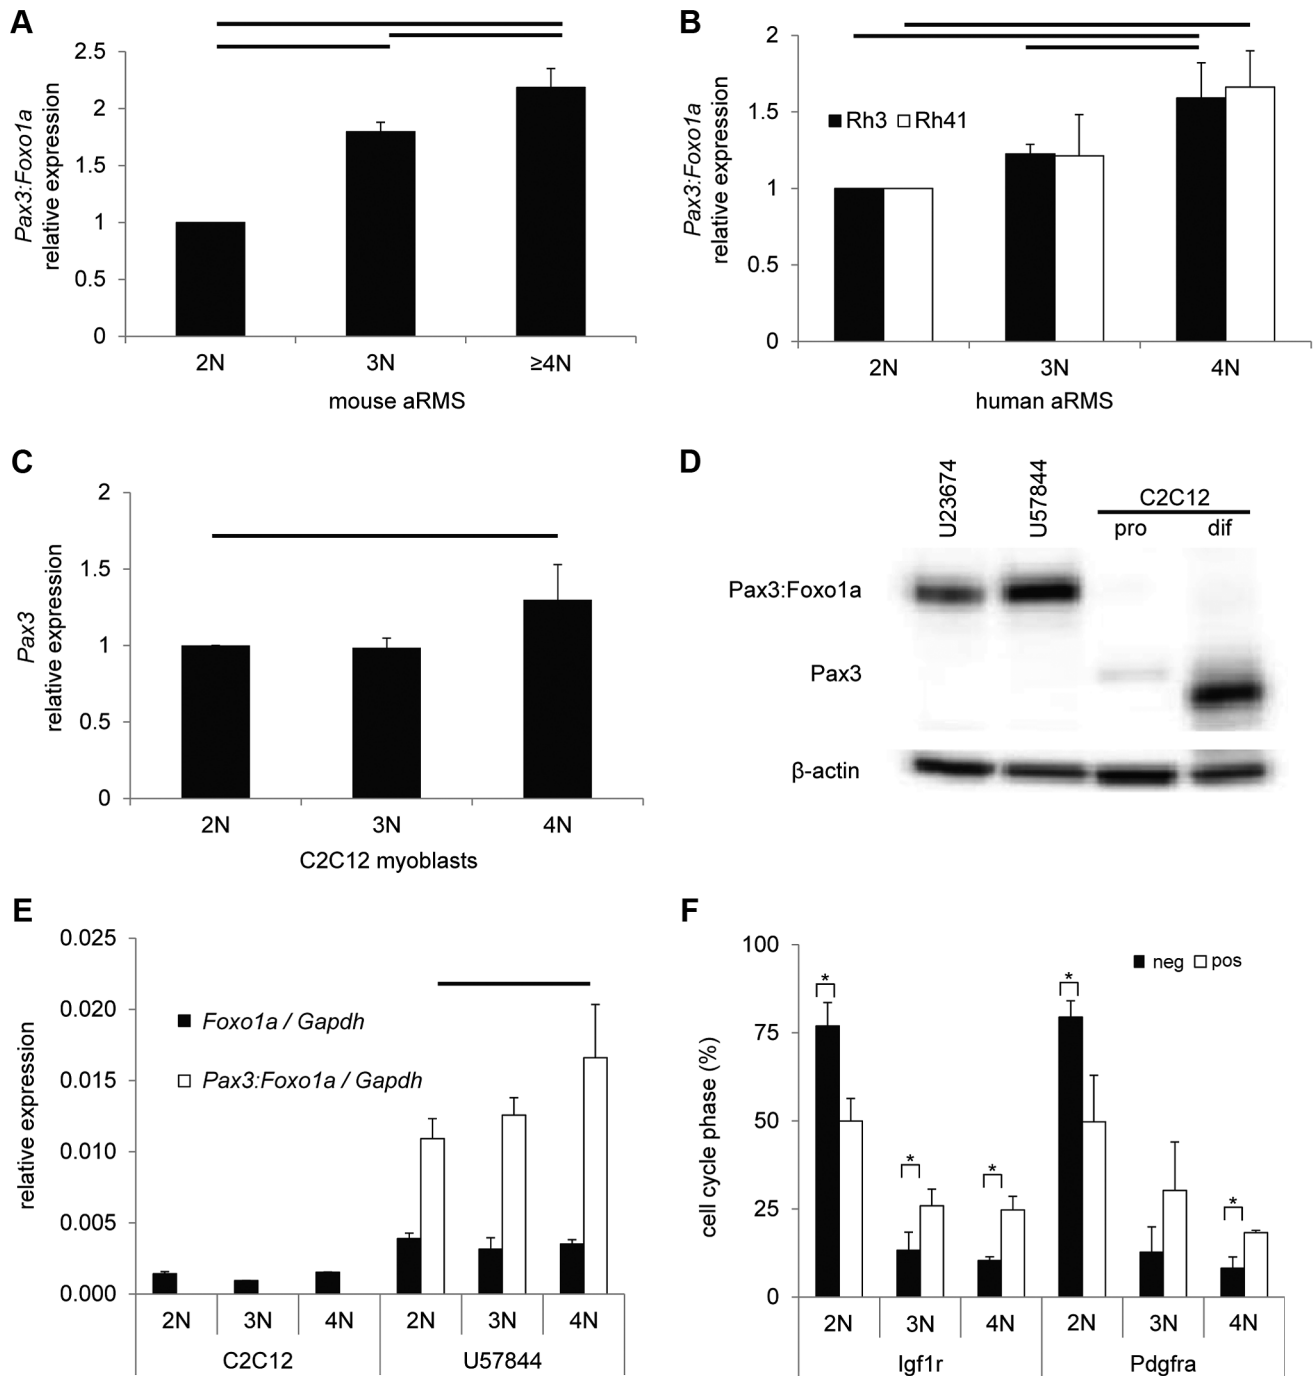 A
Pax3:Foxo1a
relative expression
2.5
2
1.5
1
0.5
0
2N 3N ≥4N
mouse aRMS
B
Pax3:Foxo1a
relative expression
2
1.5
1
0.5
0
Rh3 Rh41
2N 3N 4N
human aRMS
C
Pax3
relative expression
2
1.5
1
0.5
0
2N 3N 4N
C2C12 myoblasts
D
U23674
U57844
C2C12
pro dif
Pax3:Foxo1a
Pax3
β-actin
E
relative expression
0.025
0.020
0.015
0.010
0.005
0.000
Foxo1a / Gapdh
Pax3:Foxo1a / Gapdh
2N 3N 4N 2N 3N 4N
C2C12 U57844
F
cell cycle phase (%)
100
75
50
25
0
neg pos
* * * * *
2N 3N 4N 2N 3N 4N
Igf1r Pdgfra